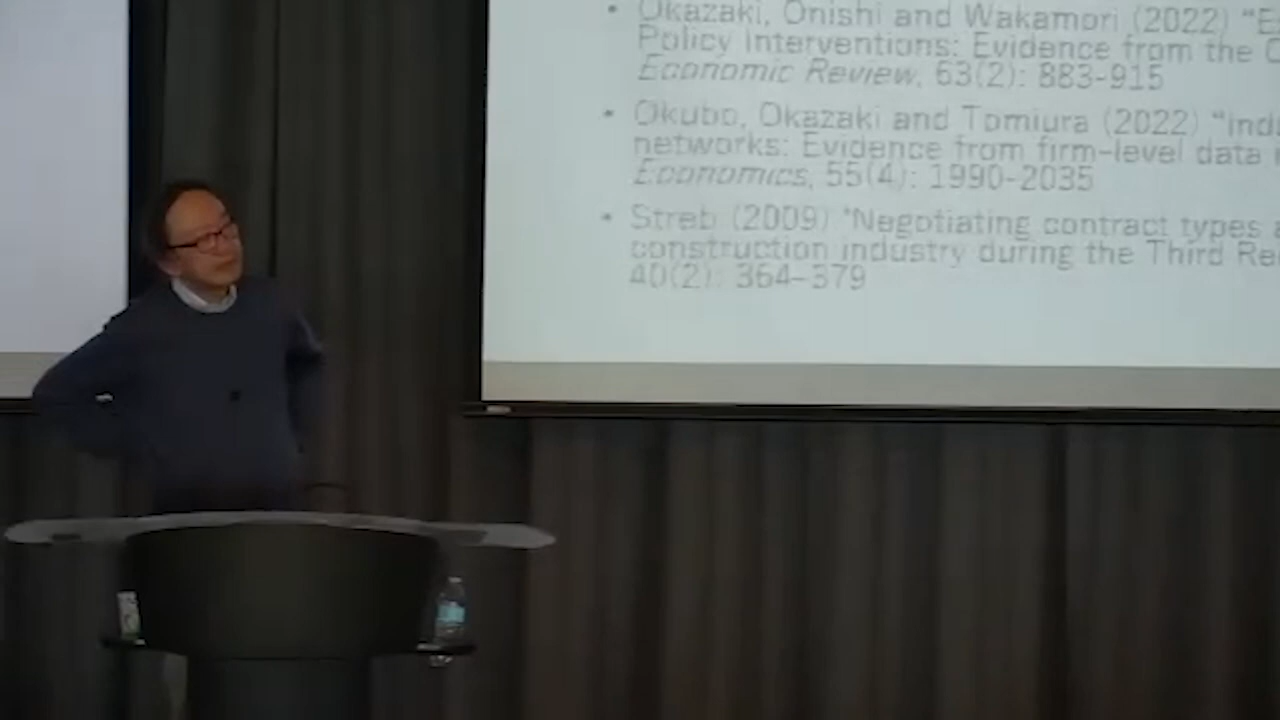 • Okazaki, Onishi and Wakamori (2022) "E
Policy Interventions: Evidence from the
Economic Review, 63(2): 883-915
• Okubo, Okazaki and Tomiura (2022) "Ind
networks: Evidence from firm-level data
Economics, 55(4): 1990-2035
• Streb (2009) "Negotiating contract types a
construction industry during the Third Re
40(2): 364-379